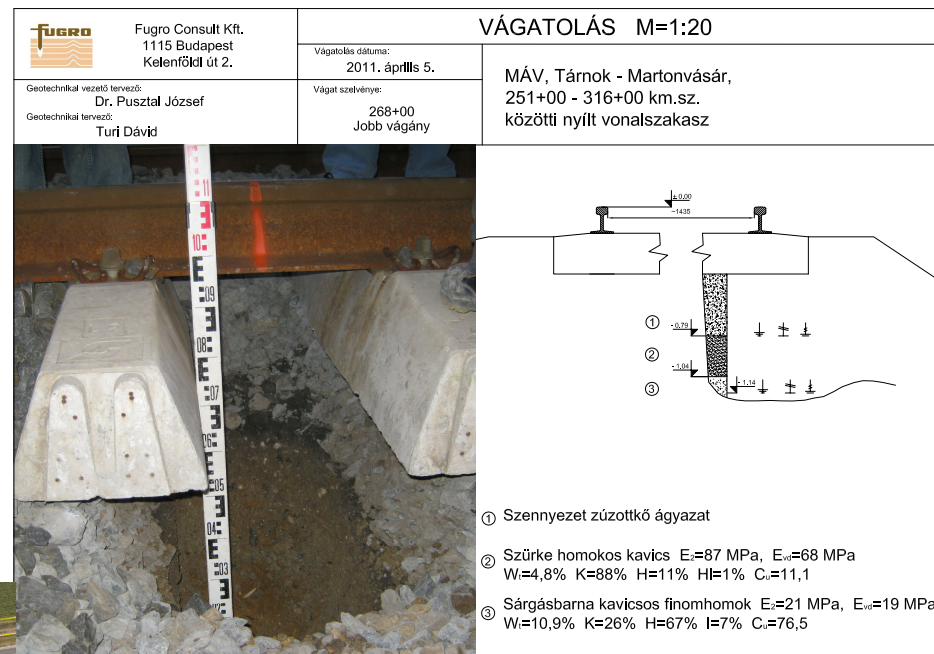 fUGRO
Fugro Consult Kft.
1115 Budapest
Kelenföldi út 2.
VÁGATOLÁS M=1:20
Vágatolás dátuma:
2011. április 5.
MÁV, Tárnok - Martonvásár,
251+00 - 316+00 km.sz.
közötti nyílt vonalszakasz
Geotechnikai vezető tervező:
Dr. Pusztai József
Geotechnikai tervező:
Turi Dávid
Vágat szelvénye:
268+00
Jobb vágány
11
10
09
08
07
06
05
04
03
± 0,00
~1435
① - 0,79
② - 1,04
③ - 1,14
① Szennyezet zúzottkő ágyazat
② Szürke homokos kavics E₂=87 MPa, Evd=68 MPa
Wt=4,8% K=88% H=11% HI=1% Cu=11,1
③ Sárgásbarna kavicsos finomhomok E₂=21 MPa, Evd=19 MPa
Wt=10,9% K=26% H=67% I=7% Cu=76,5